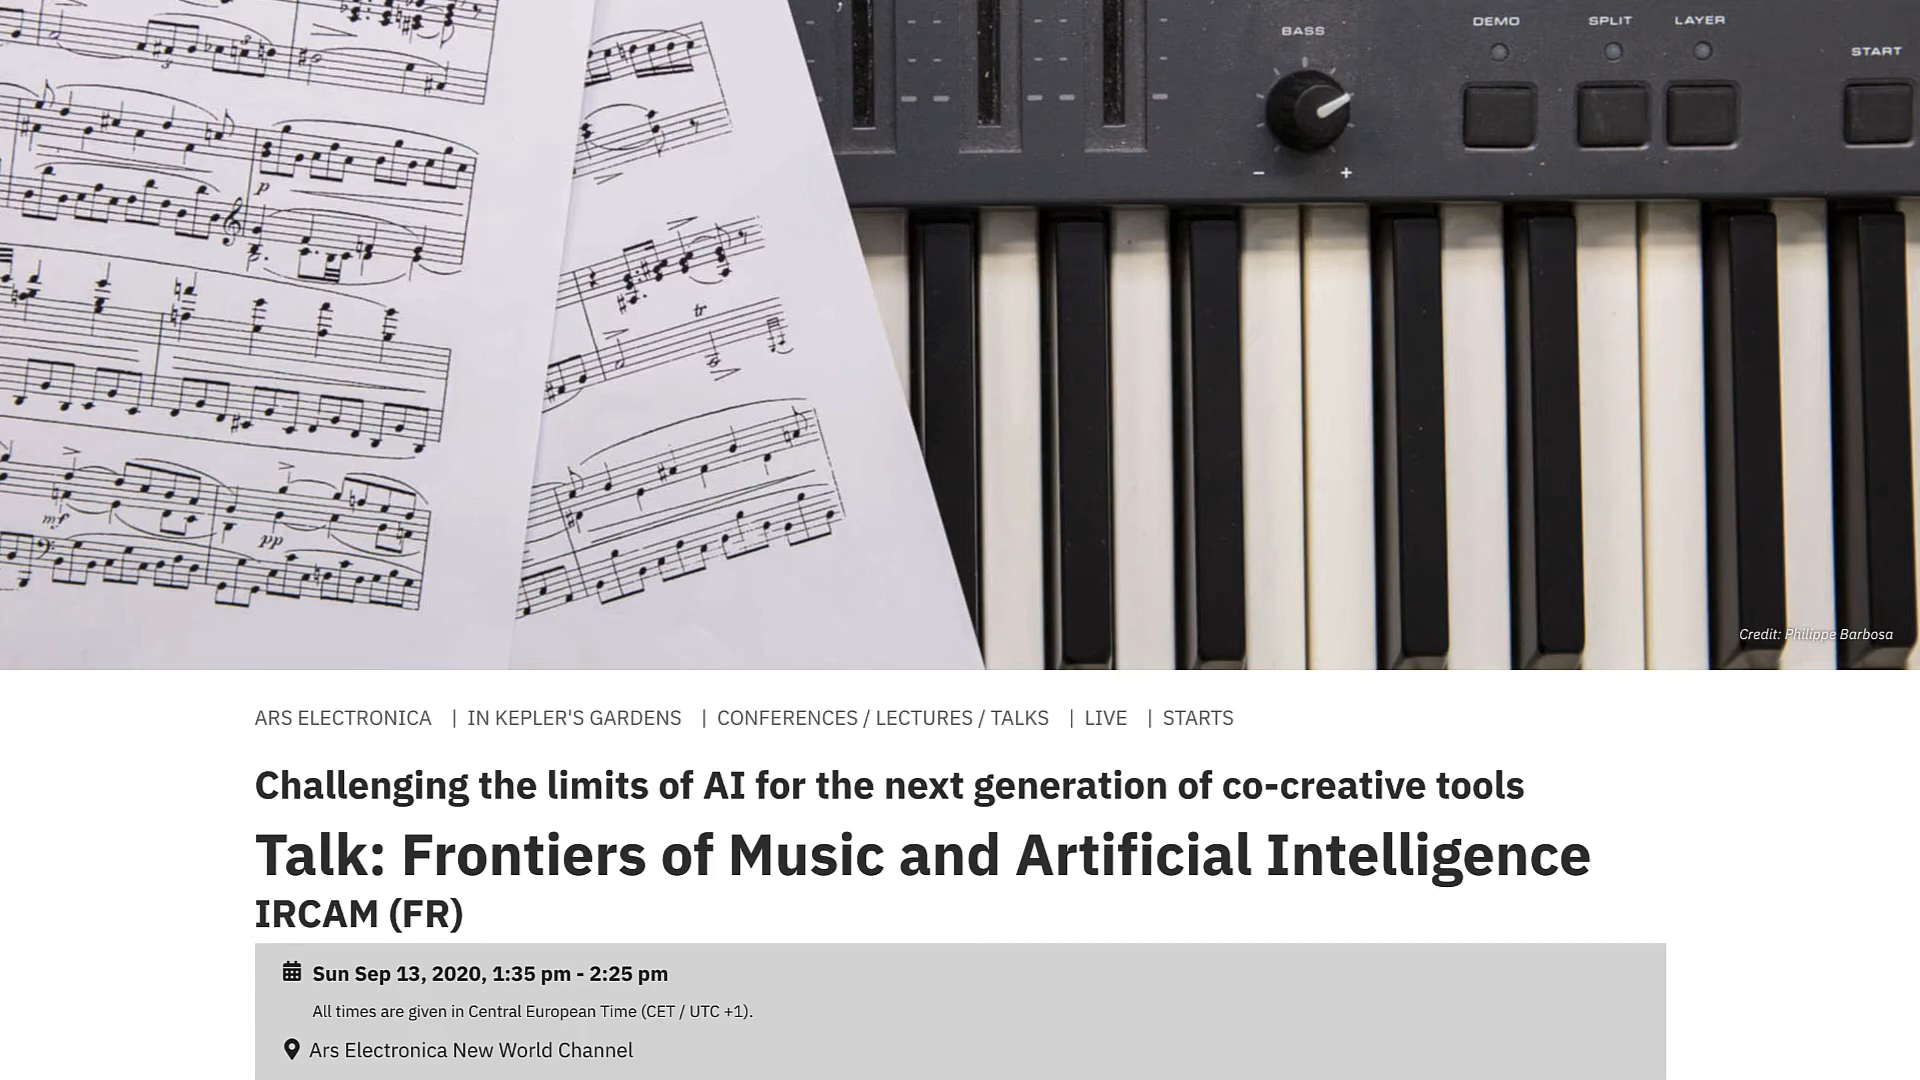 BASS
DEMO
SPLIT
LAYER
START
- +
p
tr
mf
pp
Credit: Philippe Barbosa
ARS ELECTRONICA | IN KEPLER'S GARDENS | CONFERENCES / LECTURES / TALKS | LIVE | STARTS
Challenging the limits of AI for the next generation of co-creative tools
Talk: Frontiers of Music and Artificial Intelligence
IRCAM (FR)
Sun Sep 13, 2020, 1:35 pm - 2:25 pm
All times are given in Central European Time (CET / UTC +1).
Ars Electronica New World Channel